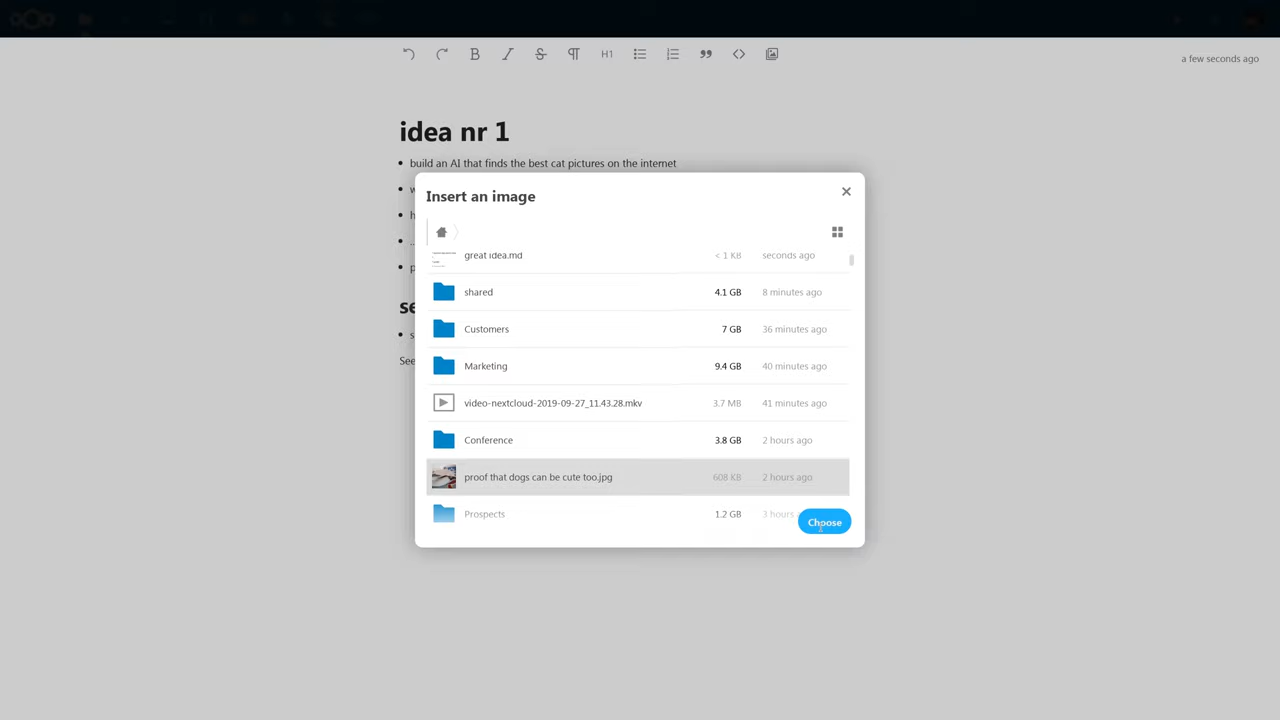 H1
a few seconds ago
idea nr 1
• build an AI that finds the best cat pictures on the internet
Insert an image
great idea.md < 1 KB seconds ago
shared 4.1 GB 8 minutes ago
Customers 7 GB 36 minutes ago
Marketing 9.4 GB 40 minutes ago
video-nextcloud-2019-09-27_11.43.28.mkv 3.7 MB 41 minutes ago
Conference 3.8 GB 2 hours ago
proof that dogs can be cute too.jpg 608 KB 2 hours ago
Prospects 1.2 GB 3 hours
Choose
See